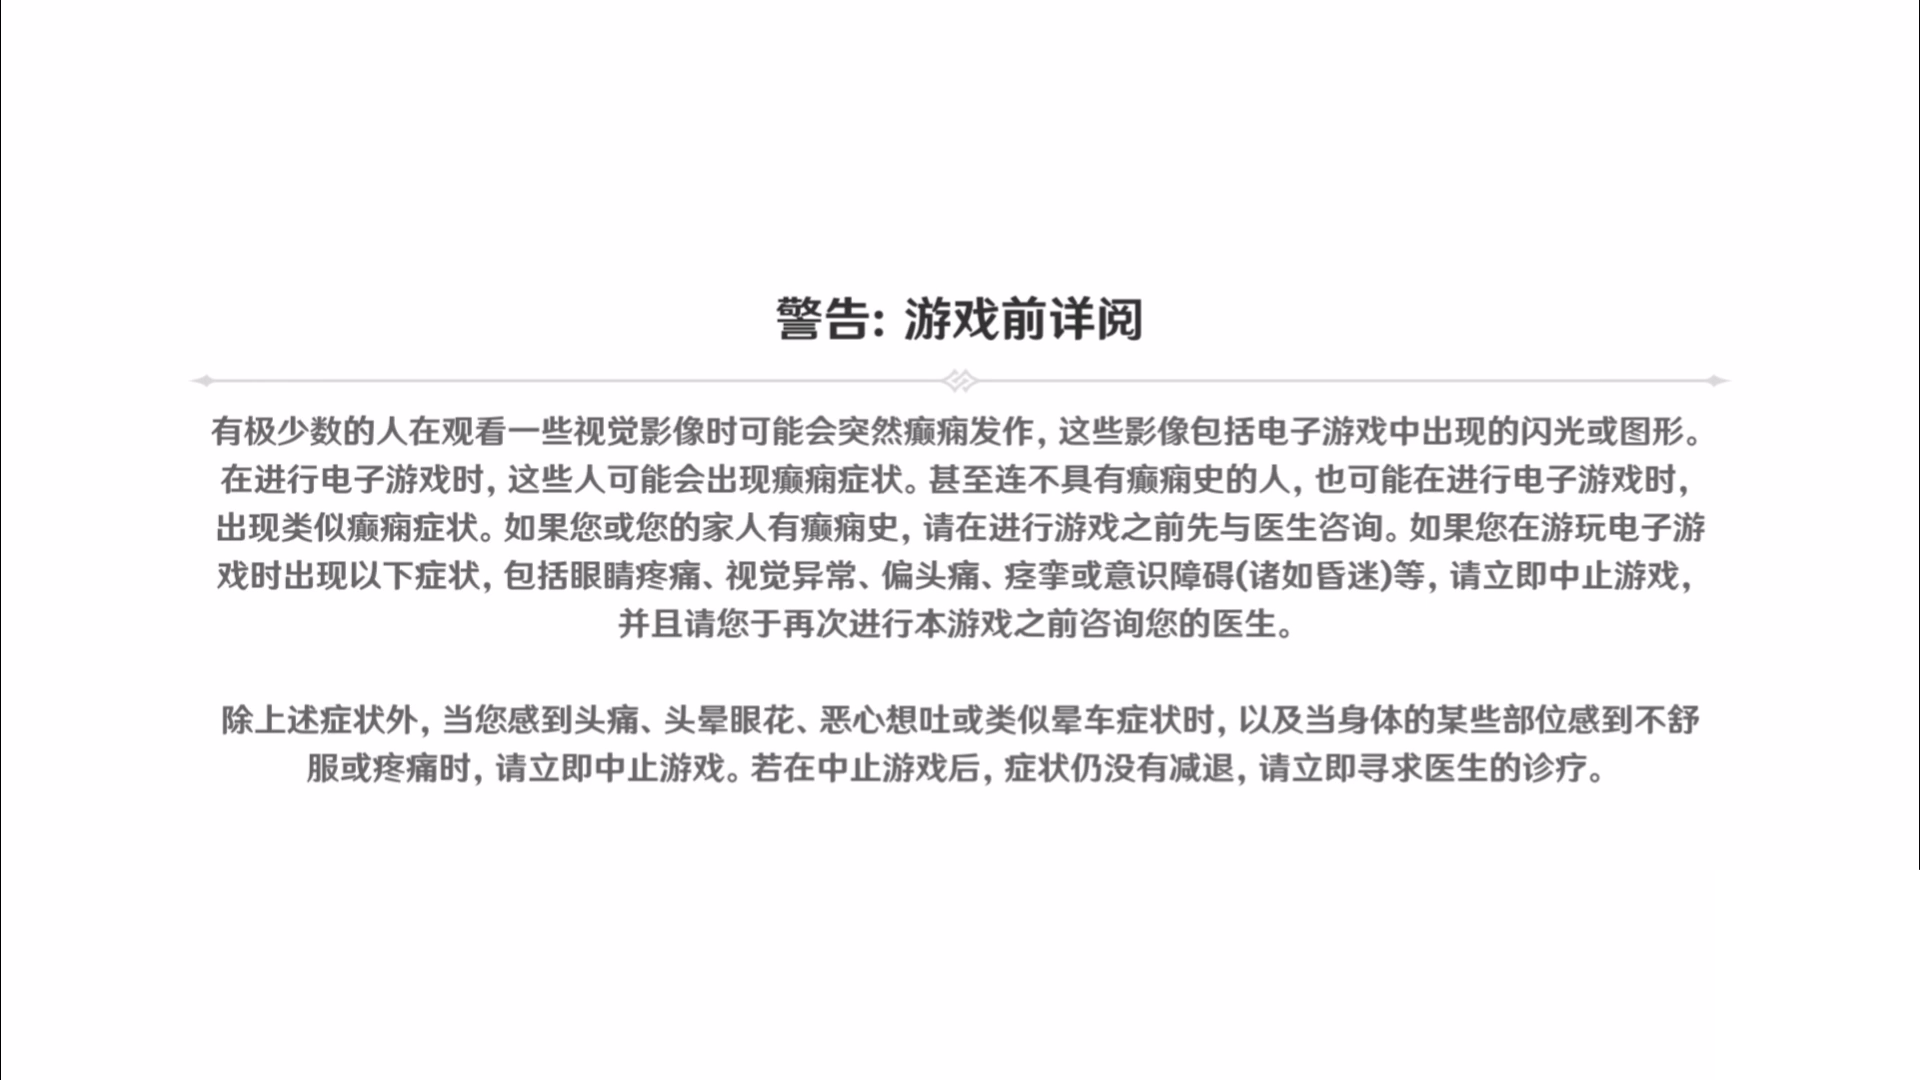 警告: 游戏前详阅
有极少数的人在观看一些视觉影像时可能会突然癫痫发作, 这些影像包括电子游戏中出现的闪光或图形。
在进行电子游戏时, 这些人可能会出现癫痫症状。甚至连不具有癫痫史的人, 也可能在进行电子游戏时,
出现类似癫痫症状。如果您或您的家人有癫痫史, 请在进行游戏之前先与医生咨询。如果您在游玩电子游
戏时出现以下症状, 包括眼睛疼痛、视觉异常、偏头痛、痉挛或意识障碍(诸如昏迷)等, 请立即中止游戏,
并且请您于再次进行本游戏之前咨询您的医生。
除上述症状外, 当您感到头痛、头晕眼花、恶心想吐或类似晕车症状时, 以及当身体的某些部位感到不舒
服或疼痛时, 请立即中止游戏。若在中止游戏后, 症状仍没有减退, 请立即寻求医生的诊疗。